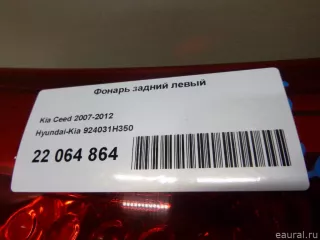 Фонарь задний левый
Kia Ceed 2007-2012
Hyundai-Kia 924031H350
22 064 864
eaural.ru